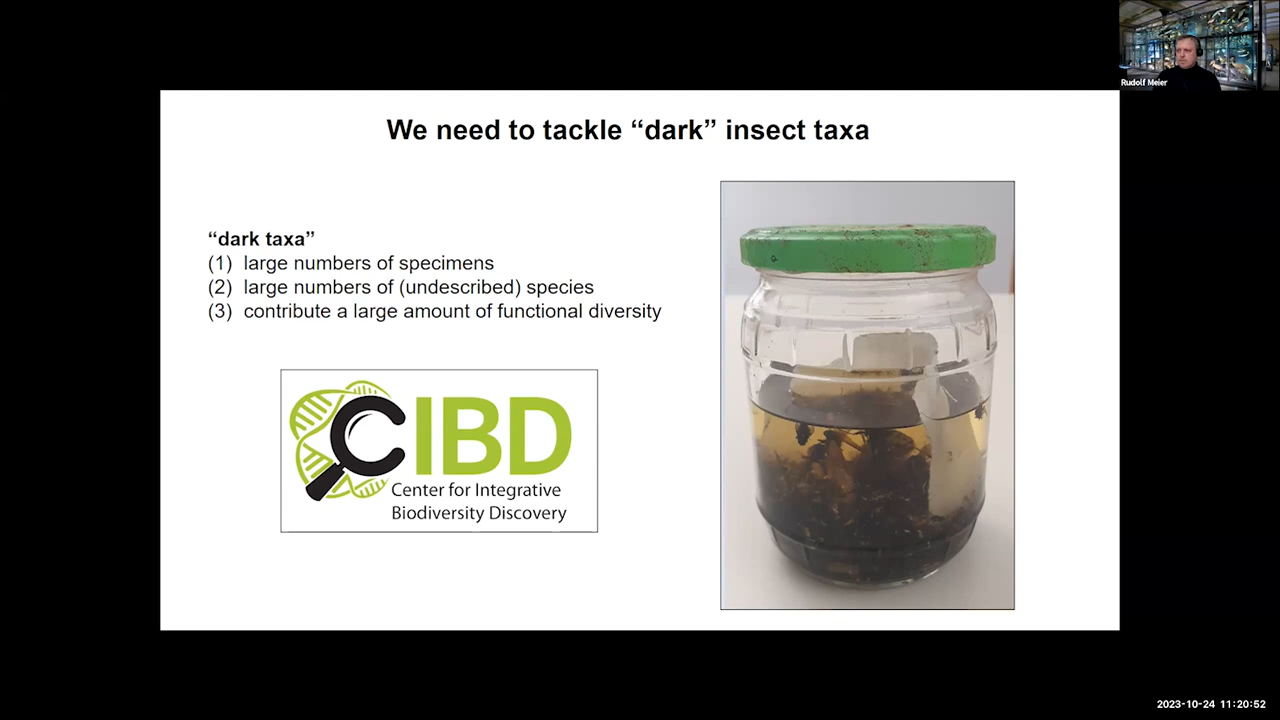 Rudolf Meier
We need to tackle “dark” insect taxa
“dark taxa”
(1) large numbers of specimens
(2) large numbers of (undescribed) species
(3) contribute a large amount of functional diversity
CIBD
Center for Integrative
Biodiversity Discovery
2023-10-24 11:20:52